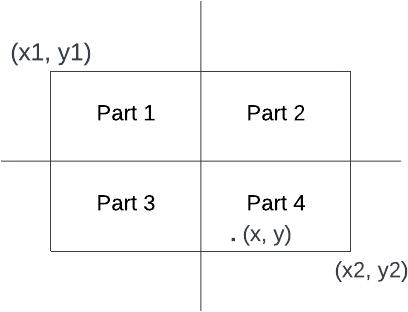 (x1, y1)
Part 1
Part 2
Part 3
Part 4
. (x, y)
(x2, y2)